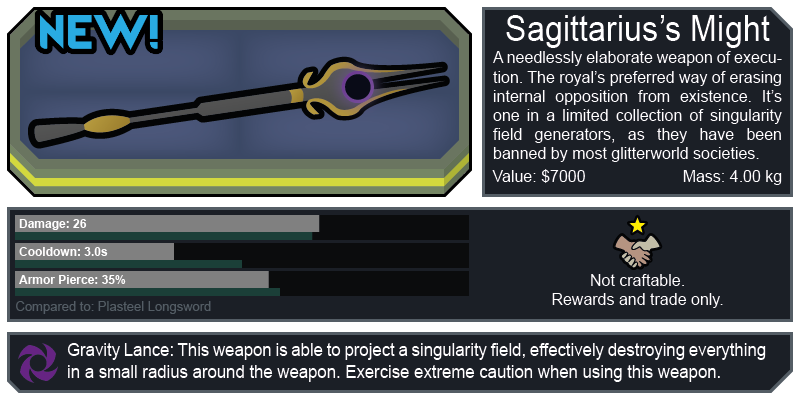 NEW!
Sagittarius's Might
A needlessly elaborate weapon of execu-
tion. The royal's preferred way of erasing
internal opposition from existence. It's
one in a limited collection of singularity
field generators, as they have been
banned by most glitterworld societies.
Value: $7000 Mass: 4.00 kg
Damage: 26
Cooldown: 3.0s
Armor Pierce: 35%
Compared to: Plasteel Longsword
Not craftable.
Rewards and trade only.
Gravity Lance: This weapon is able to project a singularity field, effectively destroying everything
in a small radius around the weapon. Exercise extreme caution when using this weapon.